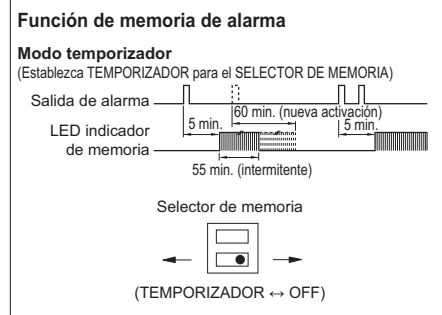 Función de memoria de alarma
Modo temporizador
(Establezca TEMPORIZADOR para el SELECTOR DE MEMORIA)
Salida de alarma
60 min. (nueva activación)
5 min.
5 min.
LED indicador
de memoria
55 min. (intermitente)
Selector de memoria
(TEMPORIZADOR ↔ OFF)